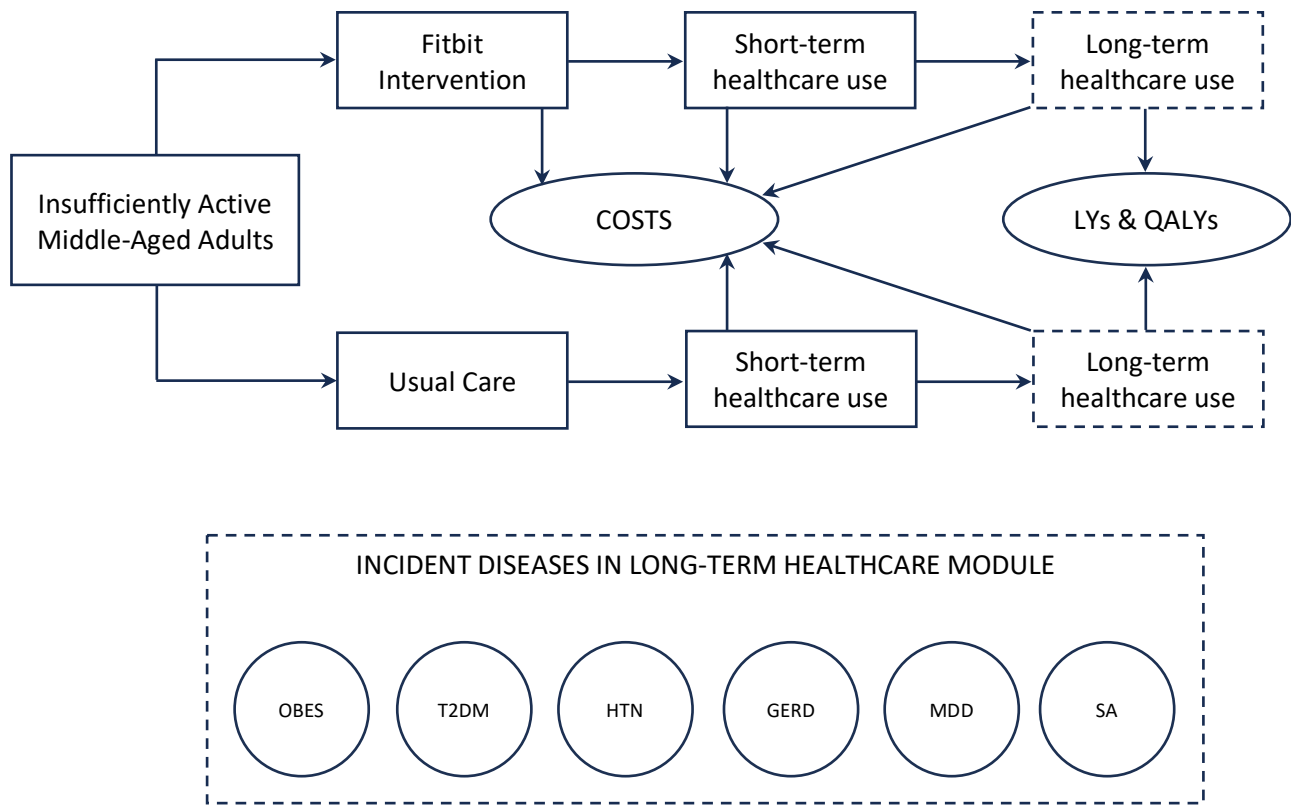 Fitbit
Intervention
Short-term
healthcare use
Long-term
healthcare use
Insufficiently Active
Middle-Aged Adults
COSTS
LYs & QALYs
Usual Care
Short-term
healthcare use
Long-term
healthcare use
INCIDENT DISEASES IN LONG-TERM HEALTHCARE MODULE
OBES
T2DM
HTN
GERD
MDD
SA